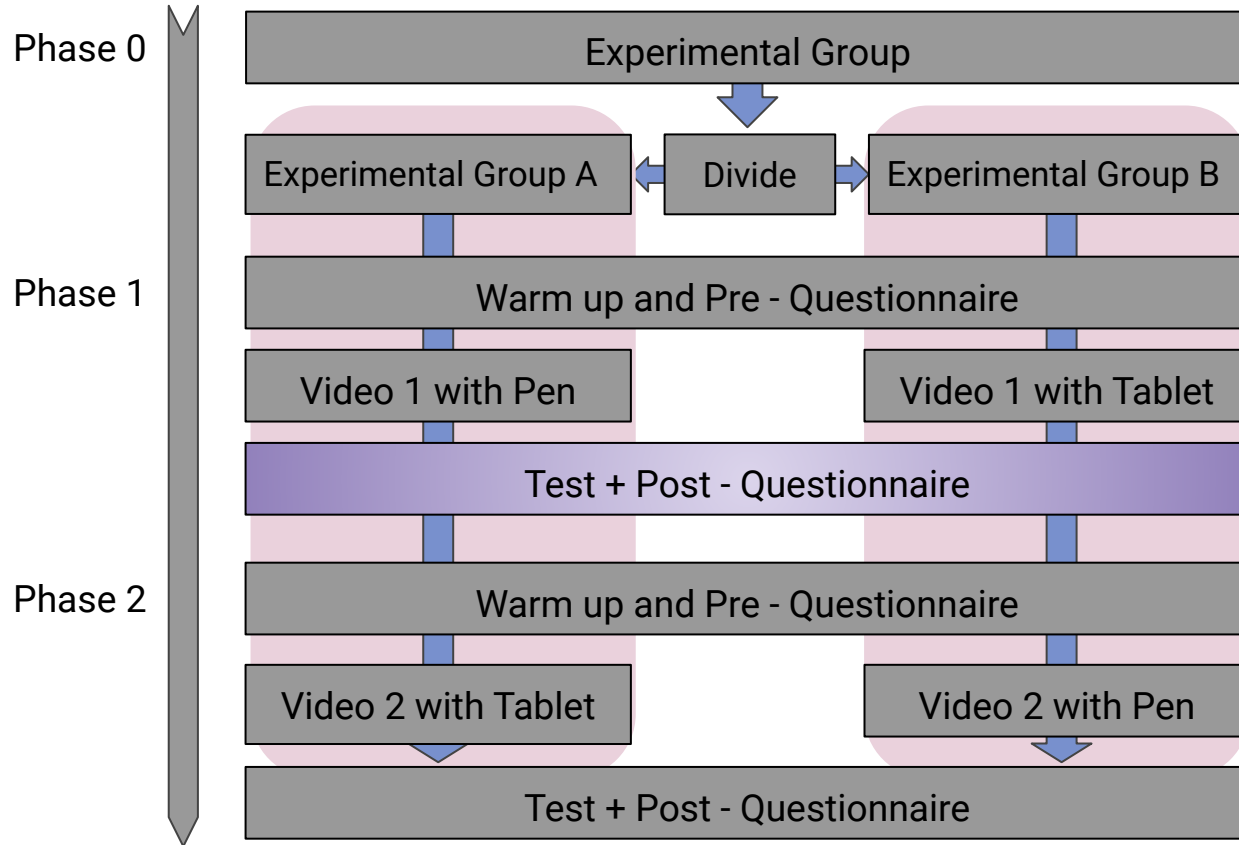 Phase 0
Experimental Group
Experimental Group A
Divide
Experimental Group B
Phase 1
Warm up and Pre - Questionnaire
Video 1 with Pen
Video 1 with Tablet
Test + Post - Questionnaire
Phase 2
Warm up and Pre - Questionnaire
Video 2 with Tablet
Video 2 with Pen
Test + Post - Questionnaire